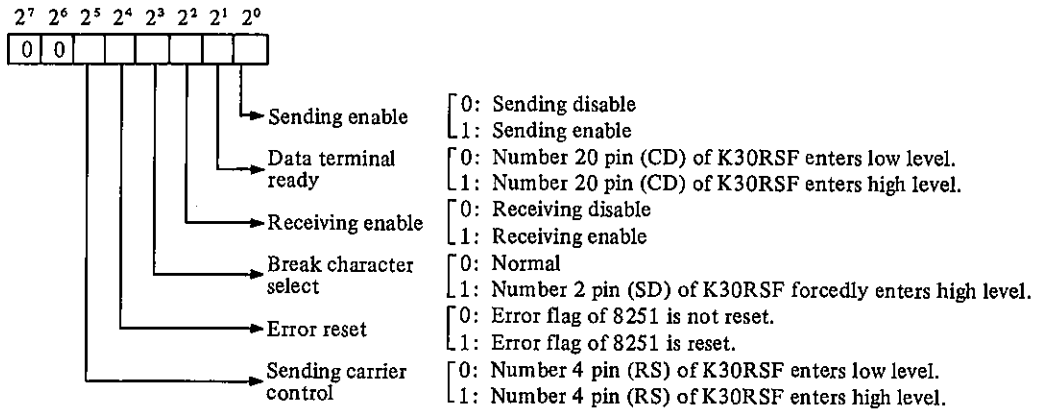 2⁷ 2⁶ 2⁵ 2⁴ 2³ 2² 2¹ 2⁰
0 0
Sending enable 0: Sending disable
1: Sending enable
Data terminal ready 0: Number 20 pin (CD) of K30RSF enters low level.
1: Number 20 pin (CD) of K30RSF enters high level.
Receiving enable 0: Receiving disable
1: Receiving enable
Break character select 0: Normal
1: Number 2 pin (SD) of K30RSF forcedly enters high level.
Error reset 0: Error flag of 8251 is not reset.
1: Error flag of 8251 is reset.
Sending carrier control 0: Number 4 pin (RS) of K30RSF enters low level.
1: Number 4 pin (RS) of K30RSF enters high level.